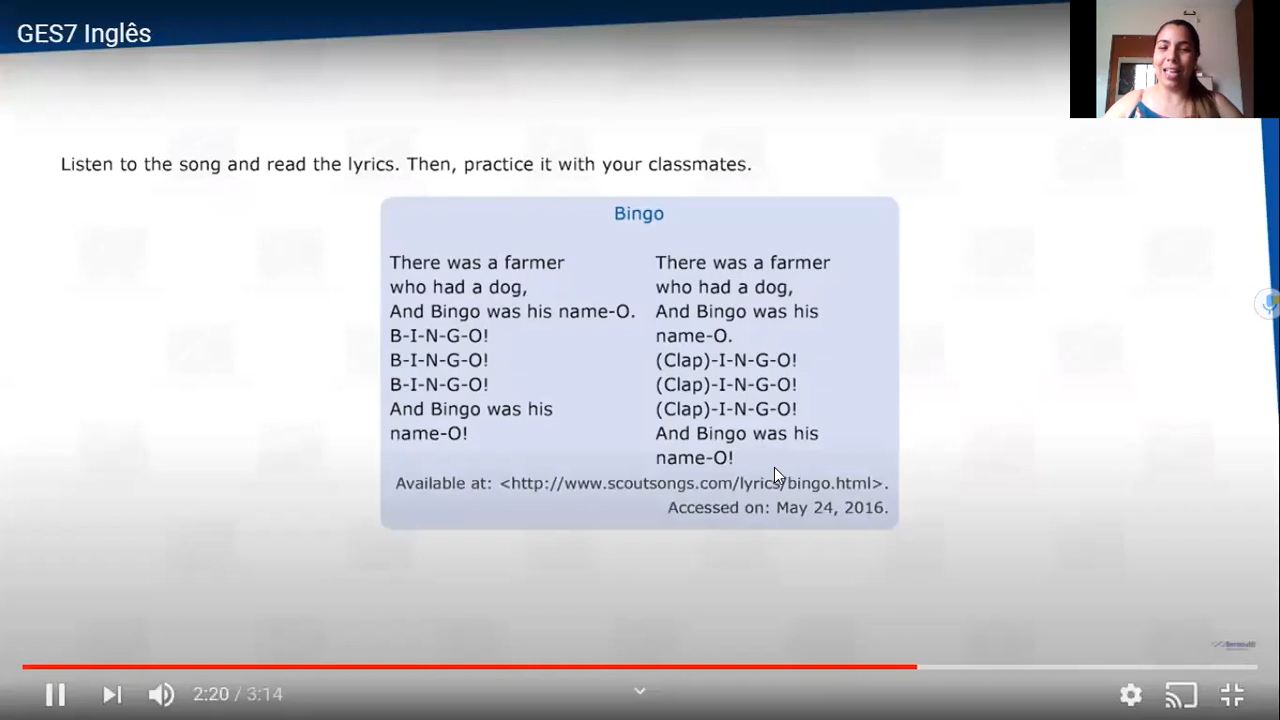 GES7 Inglês
Listen to the song and read the lyrics. Then, practice it with your classmates.
Bingo
There was a farmer
who had a dog,
And Bingo was his name-O.
B-I-N-G-O!
B-I-N-G-O!
B-I-N-G-O!
And Bingo was his
name-O!
There was a farmer
who had a dog,
And Bingo was his
name-O.
(Clap)-I-N-G-O!
(Clap)-I-N-G-O!
(Clap)-I-N-G-O!
And Bingo was his
name-O!
Available at: <http://www.scoutsongs.com/lyrics/bingo.html>.
Accessed on: May 24, 2016.
2:20 / 3:14